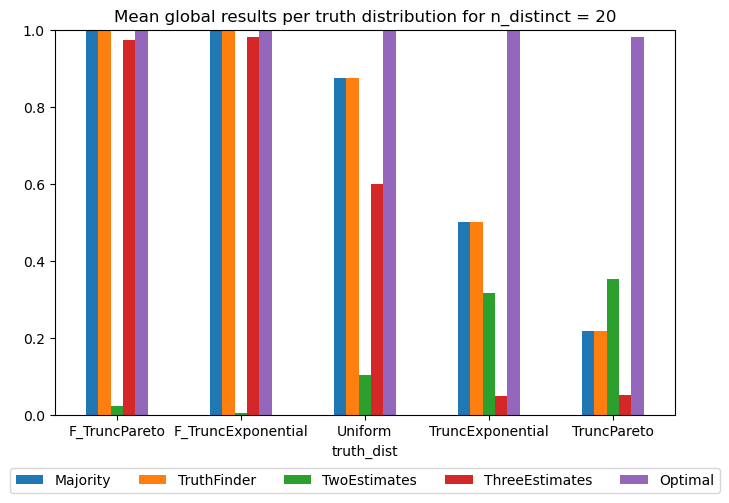 Mean global results per truth distribution for n_distinct = 20
1.0
0.8
0.6
0.4
0.2
0.0
F_TruncPareto F_TruncExponential Uniform TruncExponential TruncPareto
truth_dist
Majority TruthFinder TwoEstimates ThreeEstimates Optimal